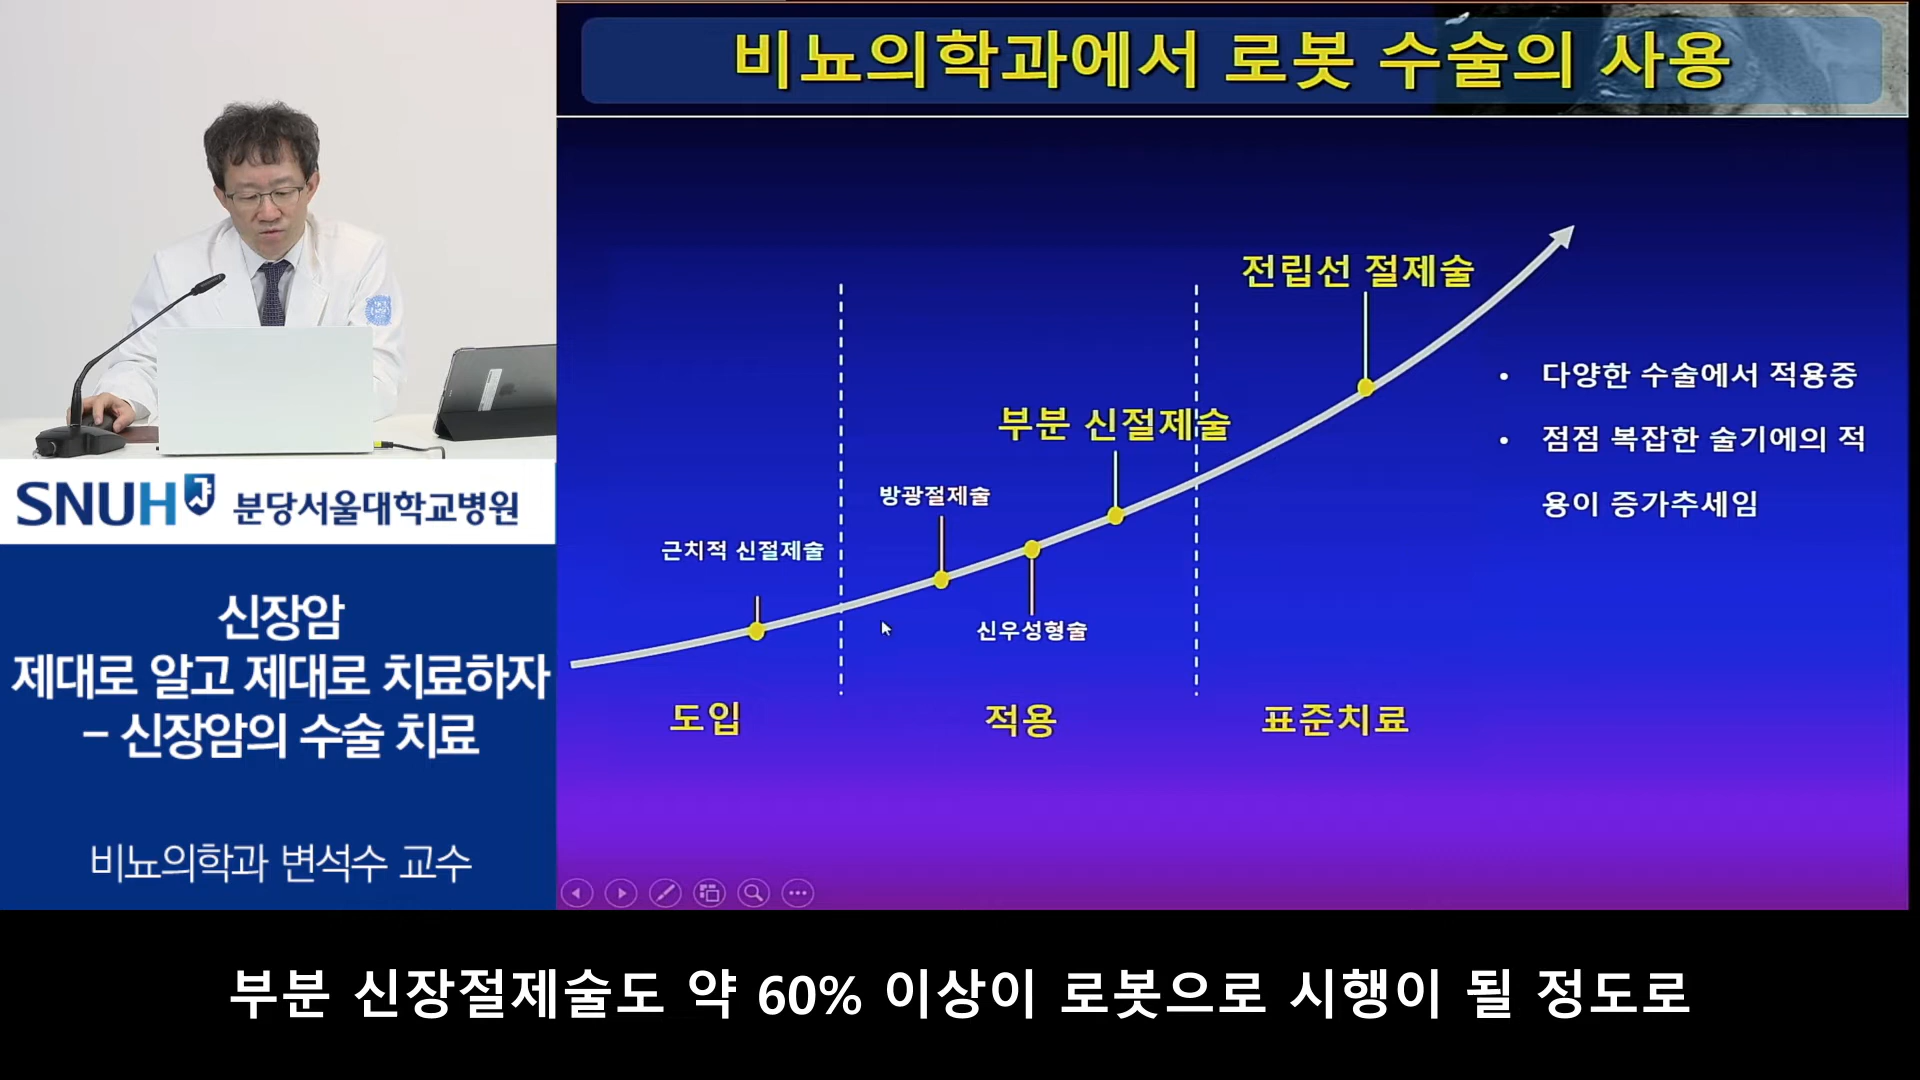 비뇨의학과에서 로봇 수술의 사용
전립선 절제술
부분 신절제술
방광절제술
근치적 신절제술
신우성형술
도입
적용
표준치료
• 다양한 수술에서 적용중
• 점점 복잡한 술기에의 적
용이 증가추세임
SNUH 분당서울대학교병원
신장암
제대로 알고 제대로 치료하자
– 신장암의 수술 치료
비뇨의학과 변석수 교수
부분 신장절제술도 약 60% 이상이 로봇으로 시행이 될 정도로